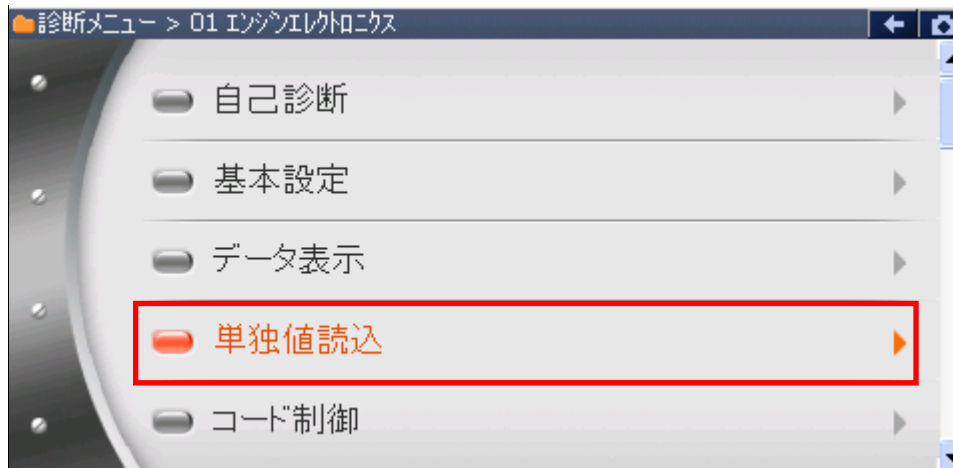 診断メニュー > 01 エンジンエレクトロニクス
自己診断
基本設定
データ表示
単独値読込
コード制御